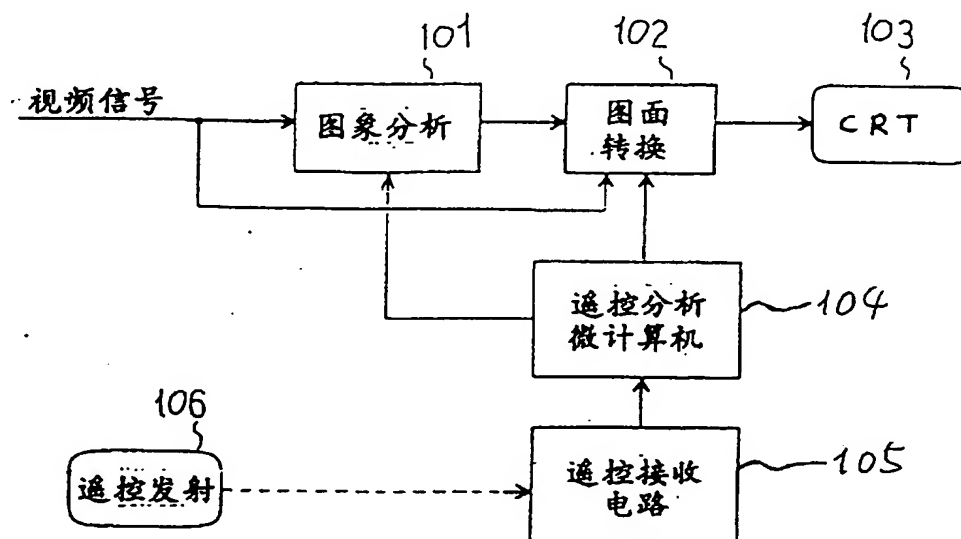 101
102
103
视频信号
图象分析
图面
转换
CRT
遥控分析
微计算机
104
106
遥控发射
遥控接收
电路
105